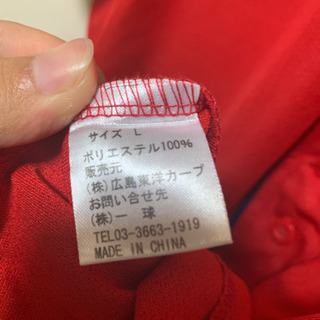 サイズ L
ポリエステル100%
販売元
(株)広島東洋カープ
お問い合せ先
(株)一 球
TEL03-3663-1919
MADE IN CHINA